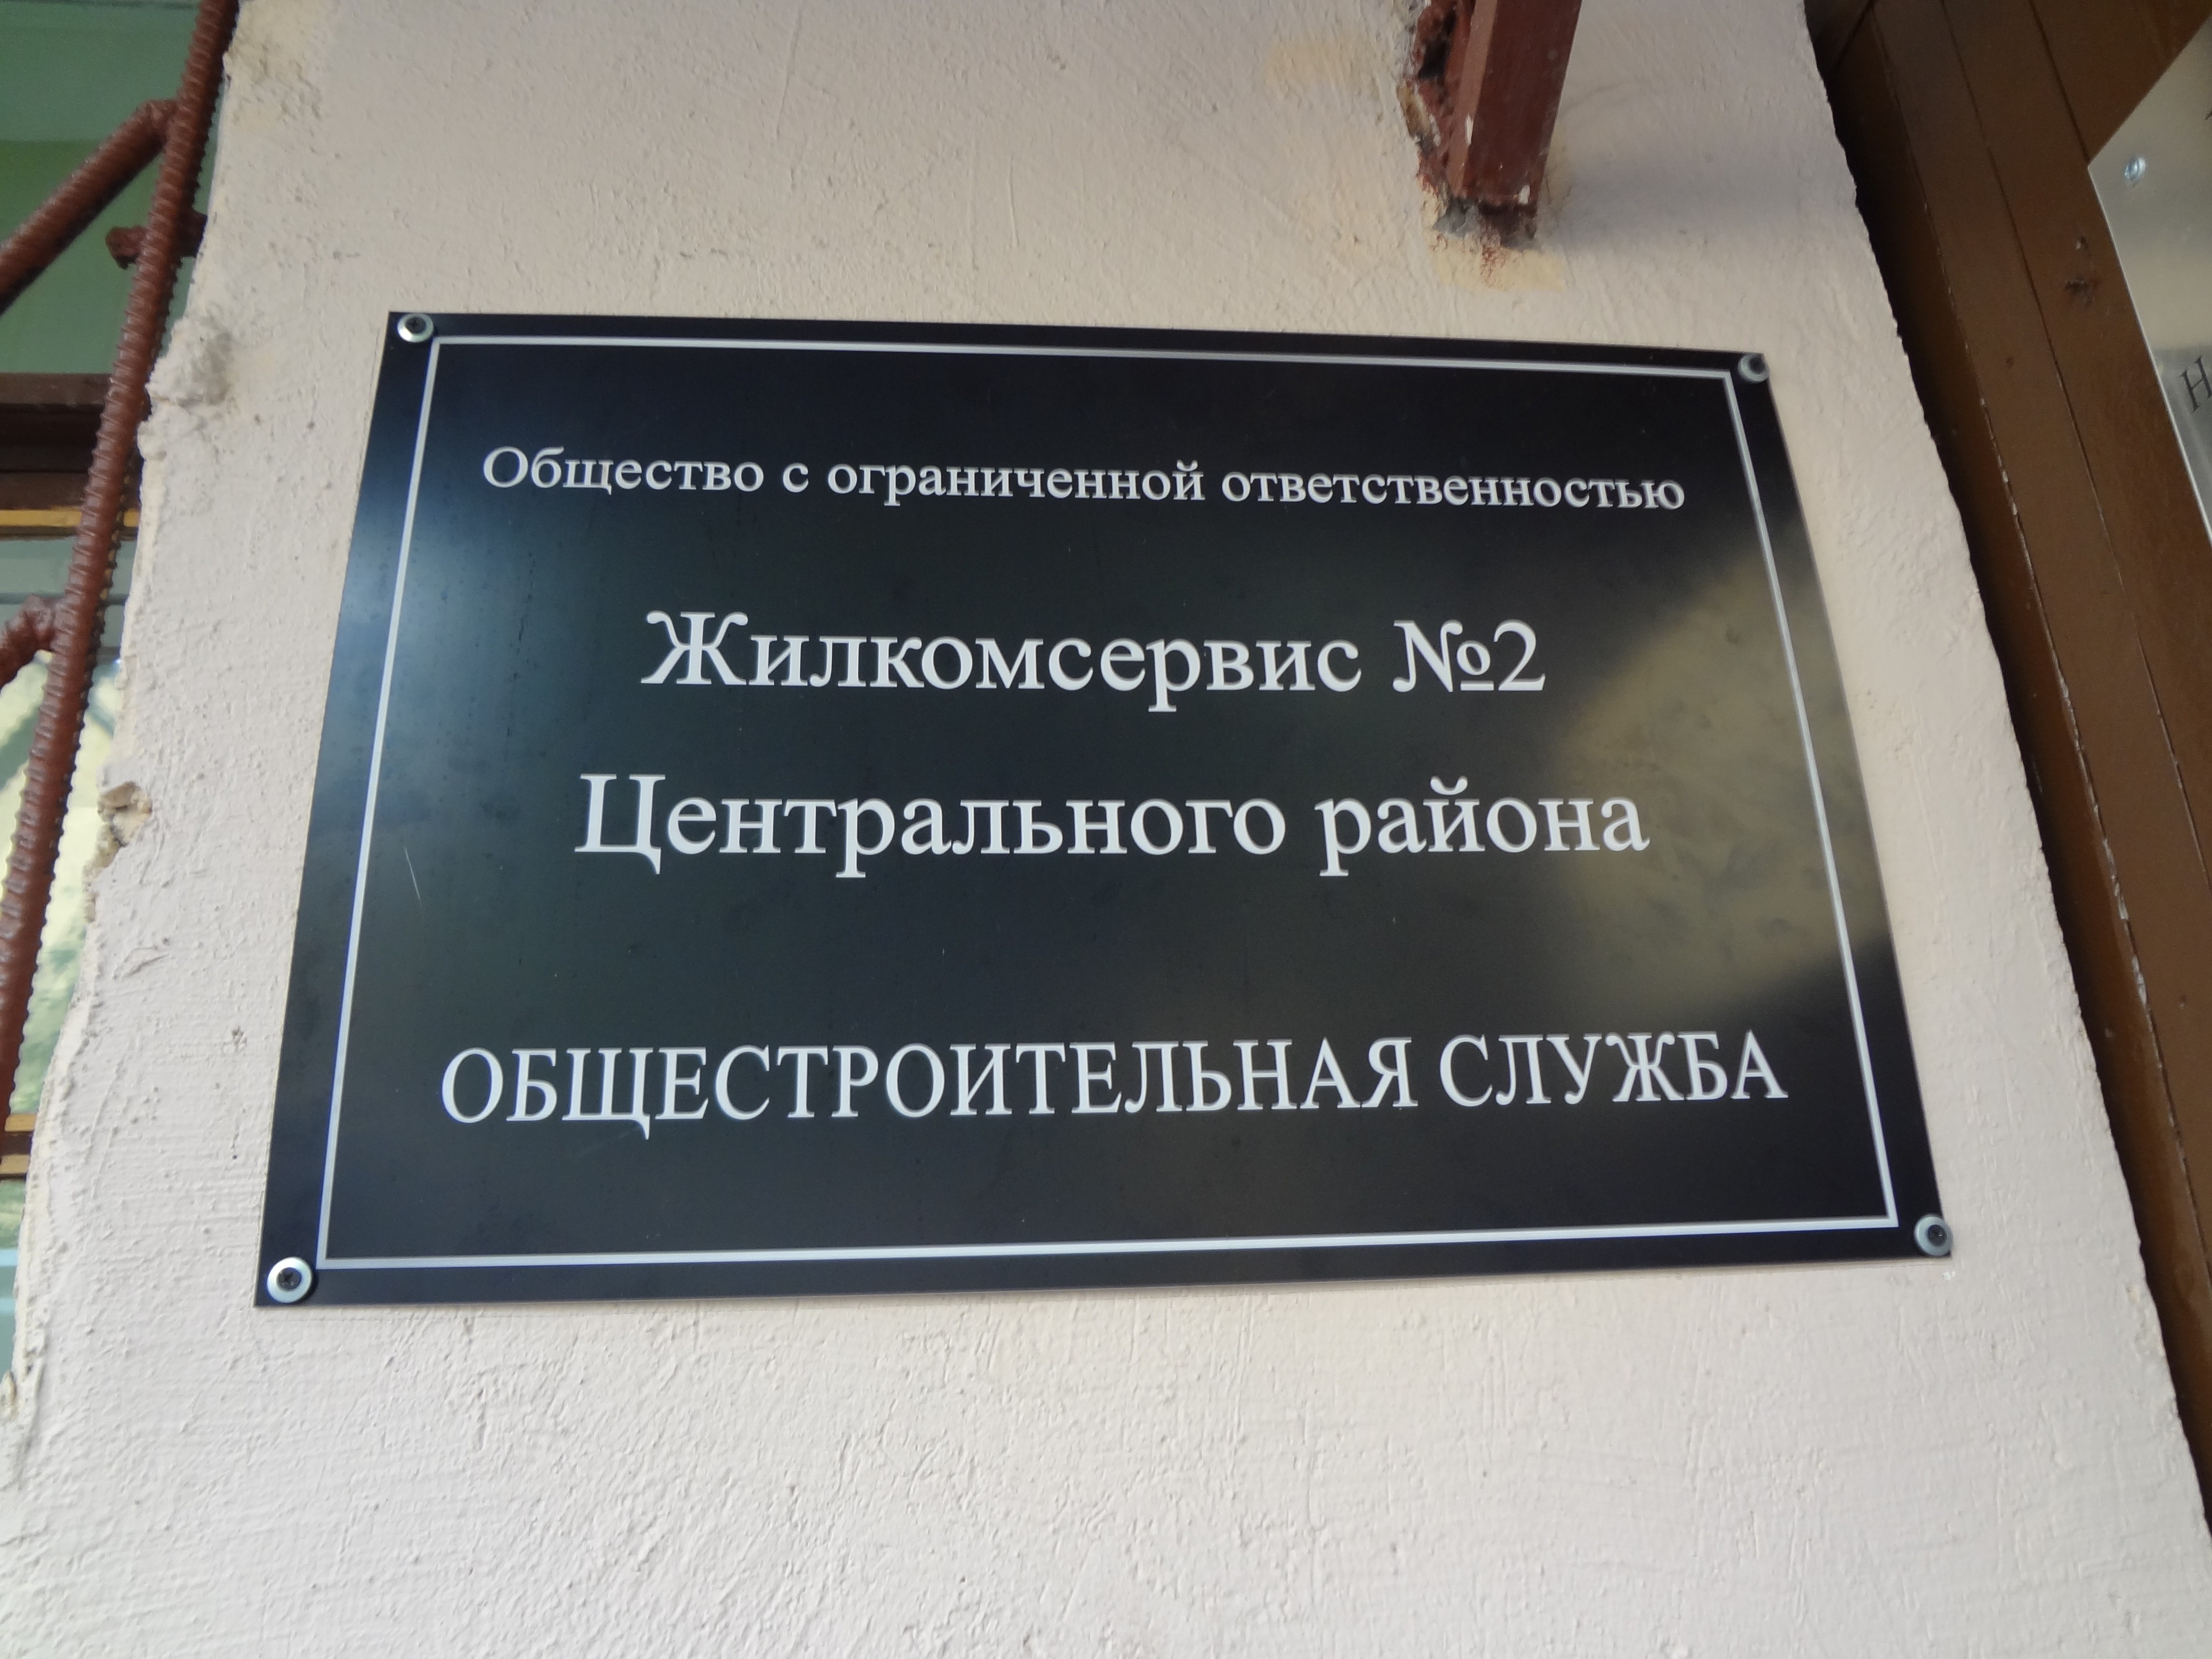 Общество с ограниченной ответственностью
Жилкомсервис №2
Центрального района
ОБЩЕСТРОИТЕЛЬНАЯ СЛУЖБА